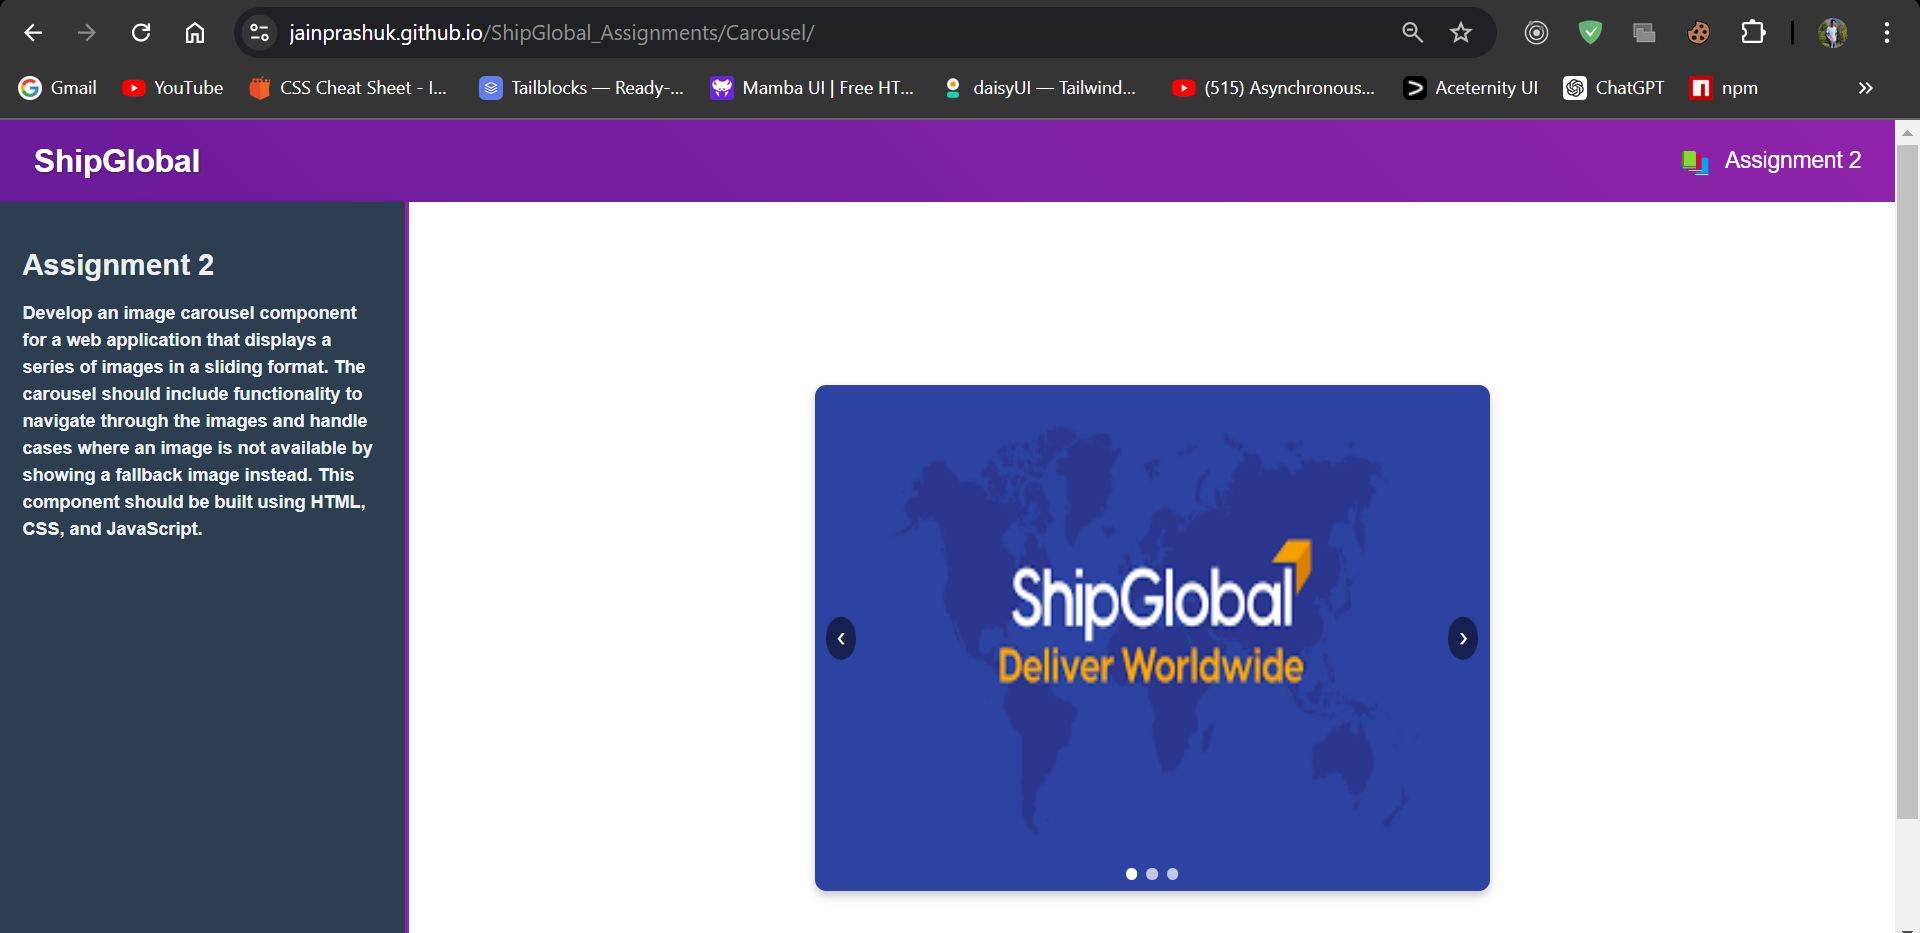 jainprashuk.github.io/ShipGlobal_Assignments/Carousel/
Gmail YouTube CSS Cheat Sheet - I... Tailblocks — Ready-... Mamba UI | Free HT... daisyUI — Tailwind... (515) Asynchronous... Aceternity UI ChatGPT npm
ShipGlobal
Assignment 2
Assignment 2
Develop an image carousel component
for a web application that displays a
series of images in a sliding format. The
carousel should include functionality to
navigate through the images and handle
cases where an image is not available by
showing a fallback image instead. This
component should be built using HTML,
CSS, and JavaScript.
ShipGlobal
Deliver Worldwide